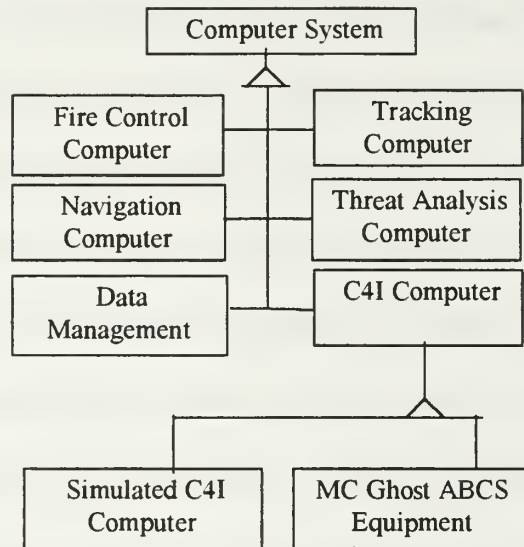 Computer System
Fire Control
Computer
Tracking
Computer
Navigation
Computer
Threat Analysis
Computer
Data
Management
C4I Computer
Simulated C4I
Computer
MC Ghost ABCS
Equipment